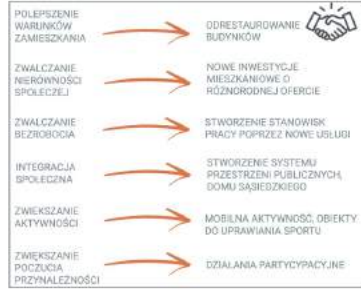 POLEPSZENIE
WARUNKÓW
ZAMIESZKANIA
ODRESTAUROWANIE
BUDYNKÓW
ZWALCZANIE
NIERÓWNOŚCI
SPOŁECZEJ
NOWE INWESTYCJE
MIESZKANIOWE O
RÓŻNORODNEJ OFERCIE
ZWALCZANIE
BEZROBOCIA
STWORZENIE STANOWISK
PRACY POPRZEZ NOWE USŁUGI
INTEGRACJA
SPOŁECZNA
STWORZENIE SYSTEMU
PRZESTRZENI PUBLICZNYCH,
DOMU SĄSIEDZKIEGO
ZWIEKSZANIE
AKTYWNOŚCI
MOBILNA AKTYWNOŚĆ, OBIEKTY
DO UPRAWIANIA SPORTU
ZWIĘKSZANIE
POCZUCIA
PRZYNALEŻNOŚCI
DZIAŁANIA PARTYCYPACYJNE